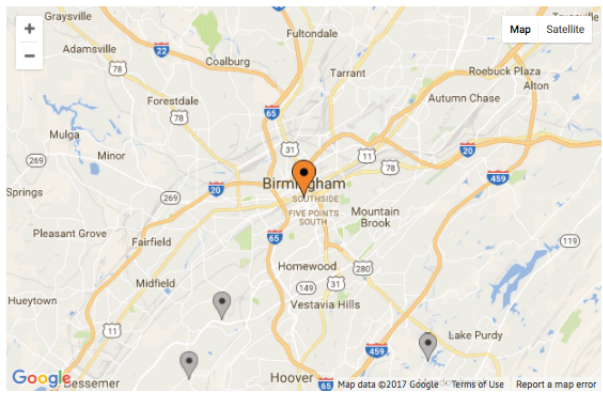 Graysville
Fultondale
Trussville
+
Map Satellite
Adamsville
22
−
Coalburg
78
Tarrant
Roebuck Plaza
Alton
Forestdale
Autumn Chase
65
78
Mulga
31
Minor
11
20
269
78
459
Birmingham
20
Springs
269
SOUTHSIDE
FIVE POINTS
SOUTH
Mountain
Brook
Pleasant Grove
Fairfield
65
119
Homewood
280
Midfield
149
31
Hueytown
Vestavia Hills
11
Lake Purdy
459
Google
Bessemer
Hoover
65
Map data ©2017 Google
Terms of Use
Report a map error